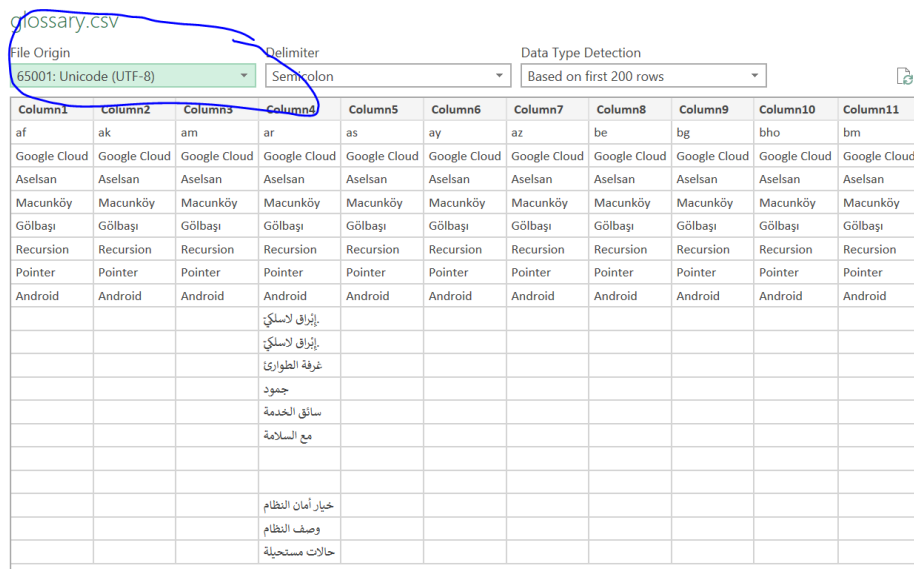 glossary.csv
File Origin Delimiter Data Type Detection
65001: Unicode (UTF-8) Semicolon Based on first 200 rows
Column1 Column2 Column3 Column4 Column5 Column6 Column7 Column8 Column9 Column10 Column11
af ak am ar as ay az be bg bho bm
Google Cloud Google Cloud Google Cloud Google Cloud Google Cloud Google Cloud Google Cloud Google Cloud Google Cloud Google Cloud Google Cloud
Aselsan Aselsan Aselsan Aselsan Aselsan Aselsan Aselsan Aselsan Aselsan Aselsan Aselsan
Macunköy Macunköy Macunköy Macunköy Macunköy Macunköy Macunköy Macunköy Macunköy Macunköy Macunköy
Gölbaşı Gölbaşı Gölbaşı Gölbaşı Gölbaşı Gölbaşı Gölbaşı Gölbaşı Gölbaşı Gölbaşı Gölbaşı
Recursion Recursion Recursion Recursion Recursion Recursion Recursion Recursion Recursion Recursion Recursion
Pointer Pointer Pointer Pointer Pointer Pointer Pointer Pointer Pointer Pointer Pointer
Android Android Android Android Android Android Android Android Android Android Android
إبْراق لاسلكيّ.
إبْراق لاسلكيّ.
غرفة الطوارئ
جمود
سائق الخدمة
مع السلامة
خيار أمان النظام
وصف النظام
حالات مستحيلة